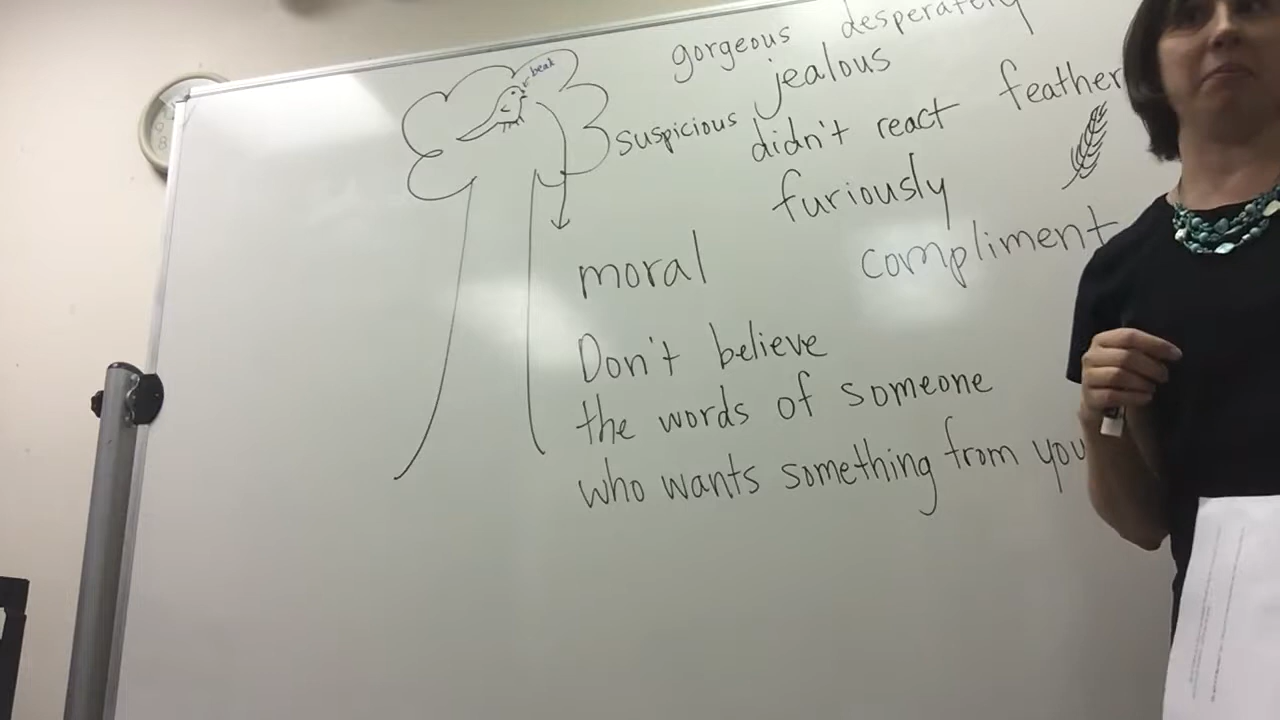 beak
gorgeous desperately
jealous
suspicious
didn't react feather
furiously
moral compliment
Don't believe
the words of someone
who wants something from you